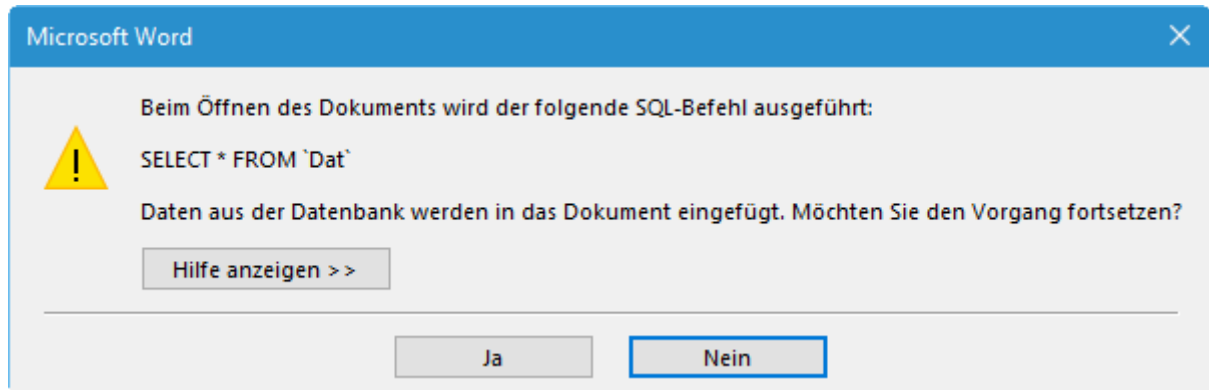 Microsoft Word
Beim Öffnen des Dokuments wird der folgende SQL-Befehl ausgeführt:
SELECT * FROM `Dat`
Daten aus der Datenbank werden in das Dokument eingefügt. Möchten Sie den Vorgang fortsetzen?
Hilfe anzeigen >>
Ja
Nein